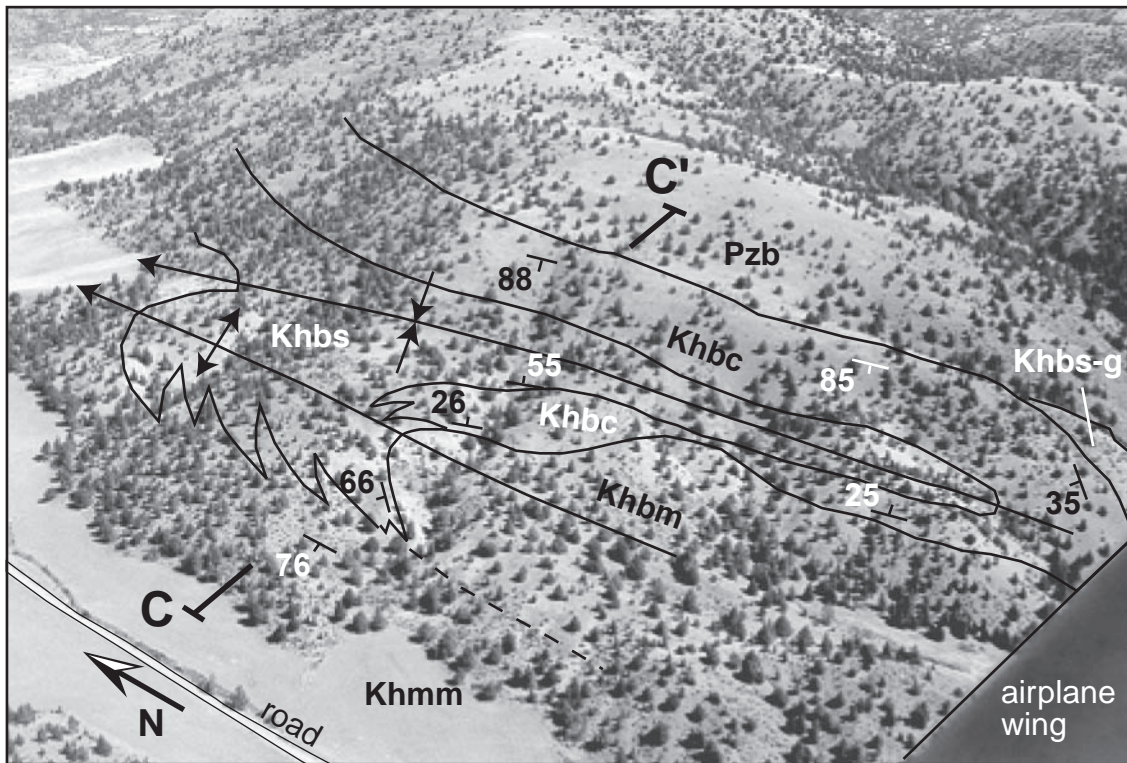 C'
Pzb
88
Khbs
Khbc
Khbs-g
55
85
26
Khbc
66
Khbm
25
35
76
C
Khmm
N
road
airplane
wing